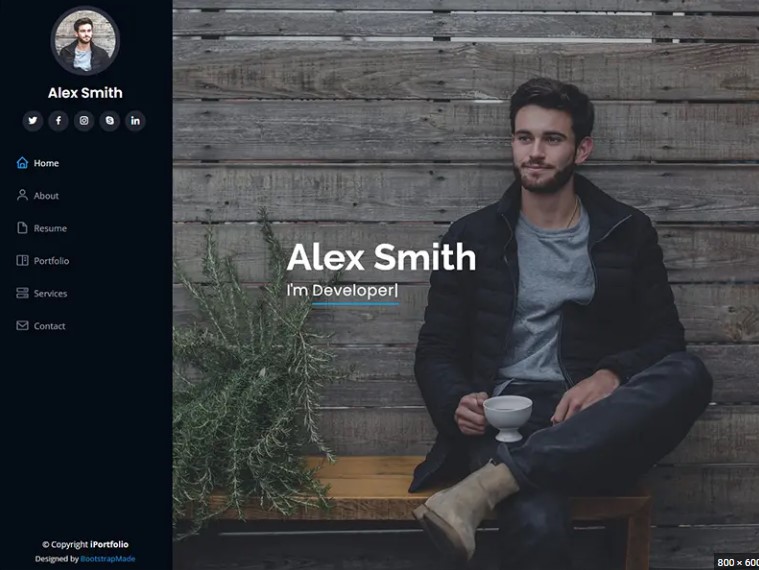 Alex Smith
Home
About
Resume
Portfolio
Services
Contact
© Copyright iPortfolio
Designed by BootstrapMade
Alex Smith
I'm Developer|
800 × 600